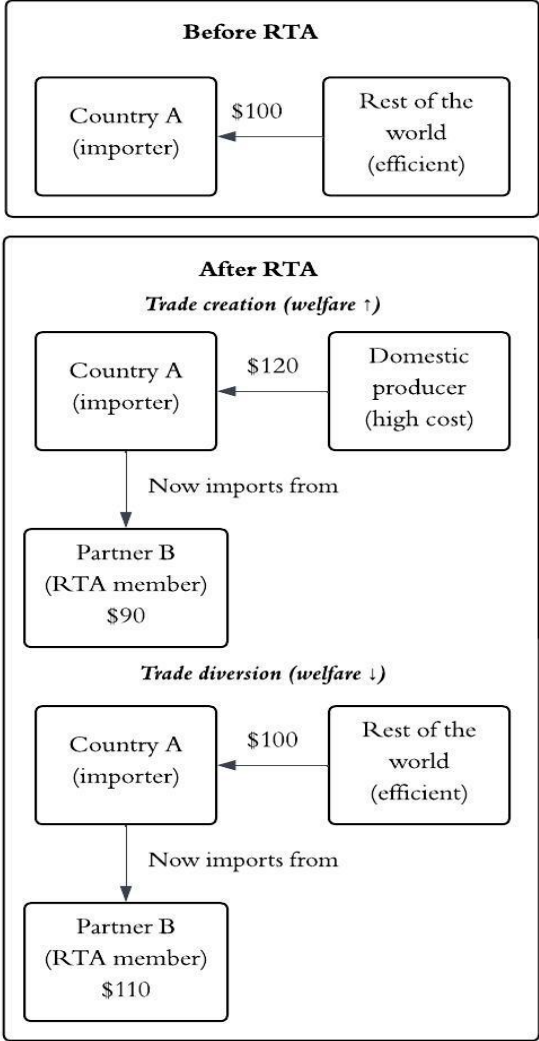 Before RTA
Country A
(importer)
$100
Rest of the
world
(efficient)
After RTA
Trade creation (welfare ↑)
Country A
(importer)
$120
Domestic
producer
(high cost)
Now imports from
Partner B
(RTA member)
$90
Trade diversion (welfare ↓)
Country A
(importer)
$100
Rest of the
world
(efficient)
Now imports from
Partner B
(RTA member)
$110